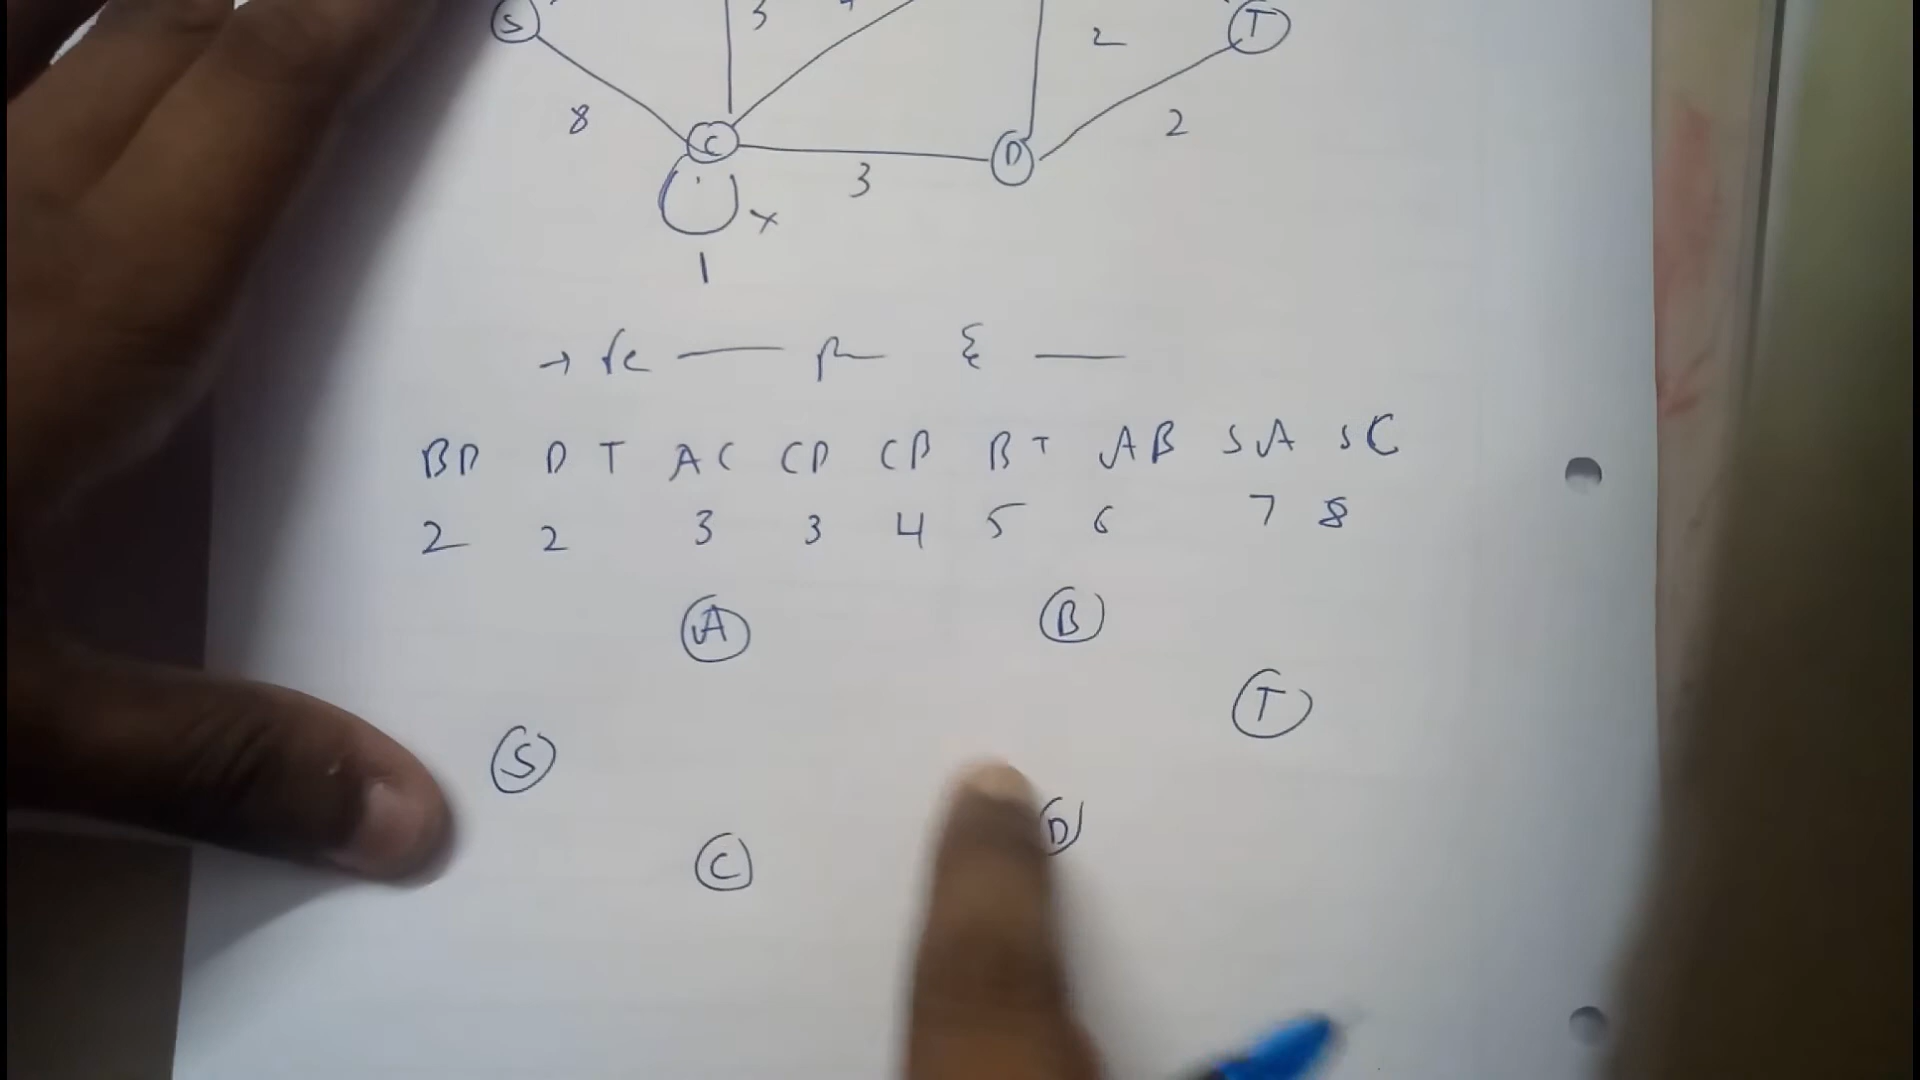 S 3 T
2
8 C D 2
3
x
1
→ &
BD DT AC CD CB BT AB SA SC
2 2 3 3 4 5 6 7 8
A B
T
S
D
C